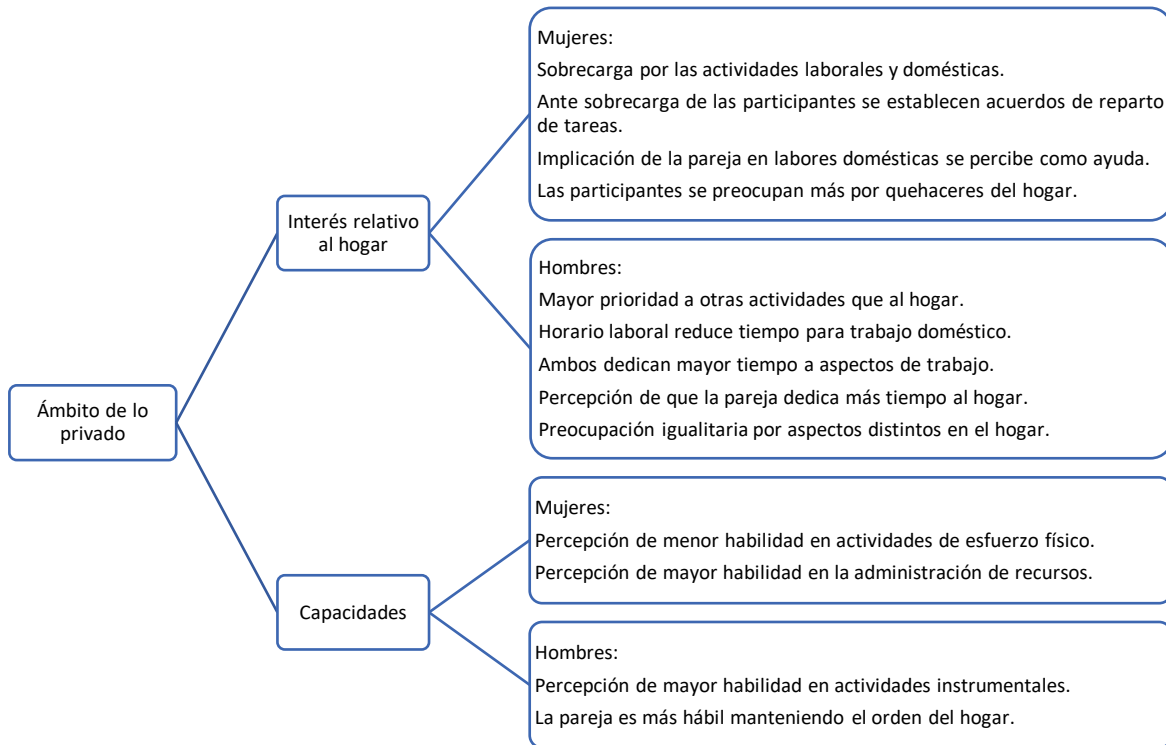 Mujeres:
Sobrecarga por las actividades laborales y domésticas.
Ante sobrecarga de las participantes se establecen acuerdos de reparto
de tareas.
Implicación de la pareja en labores domésticas se percibe como ayuda.
Las participantes se preocupan más por quehaceres del hogar.
Interés relativo
al hogar
Hombres:
Mayor prioridad a otras actividades que al hogar.
Horario laboral reduce tiempo para trabajo doméstico.
Ambos dedican mayor tiempo a aspectos de trabajo.
Percepción de que la pareja dedica más tiempo al hogar.
Preocupación igualitaria por aspectos distintos en el hogar.
Ámbito de lo
privado
Mujeres:
Percepción de menor habilidad en actividades de esfuerzo físico.
Percepción de mayor habilidad en la administración de recursos.
Capacidades
Hombres:
Percepción de mayor habilidad en actividades instrumentales.
La pareja es más hábil manteniendo el orden del hogar.